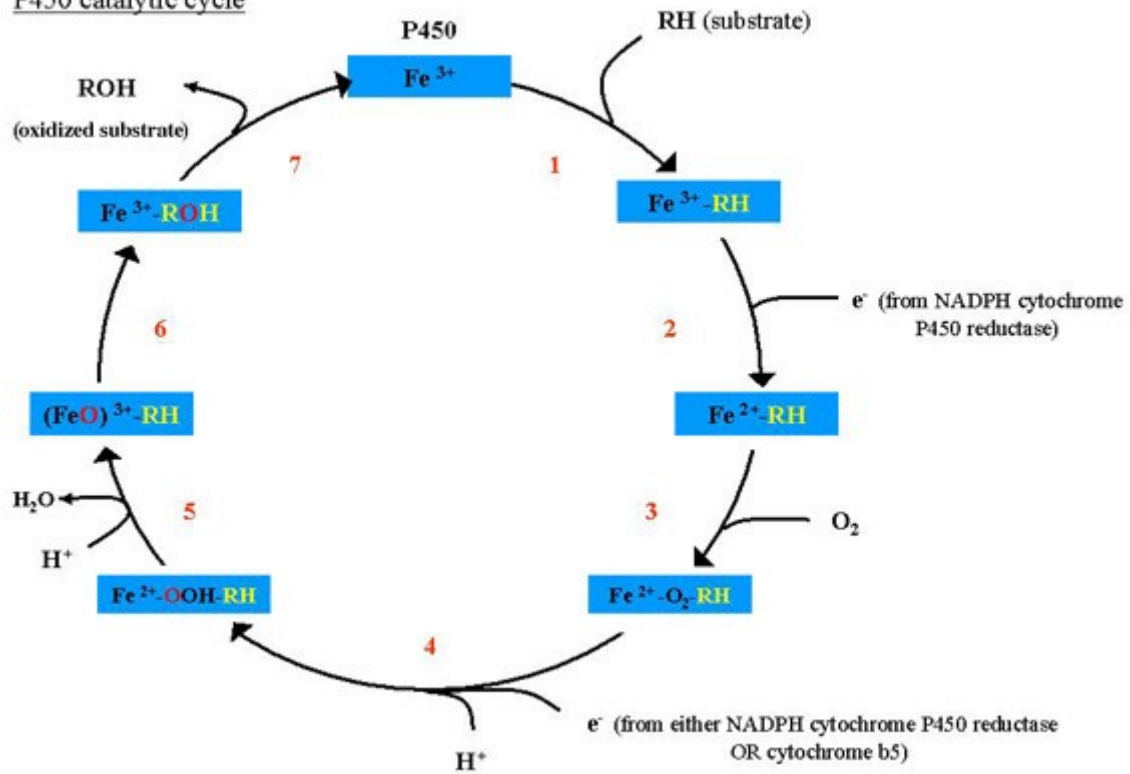 P450 catalytic cycle
P450
Fe ³⁺
RH (substrate)
1
Fe ³⁺-RH
2
e⁻ (from NADPH cytochrome
P450 reductase)
Fe ²⁺-RH
3
O₂
Fe ²⁺-O₂-RH
4
e⁻ (from either NADPH cytochrome P450 reductase
OR cytochrome b5)
H⁺
Fe ²⁺-OOH-RH
5
H₂O
H⁺
(FeO) ³⁺-RH
6
Fe ³⁺-ROH
7
ROH
(oxidized substrate)